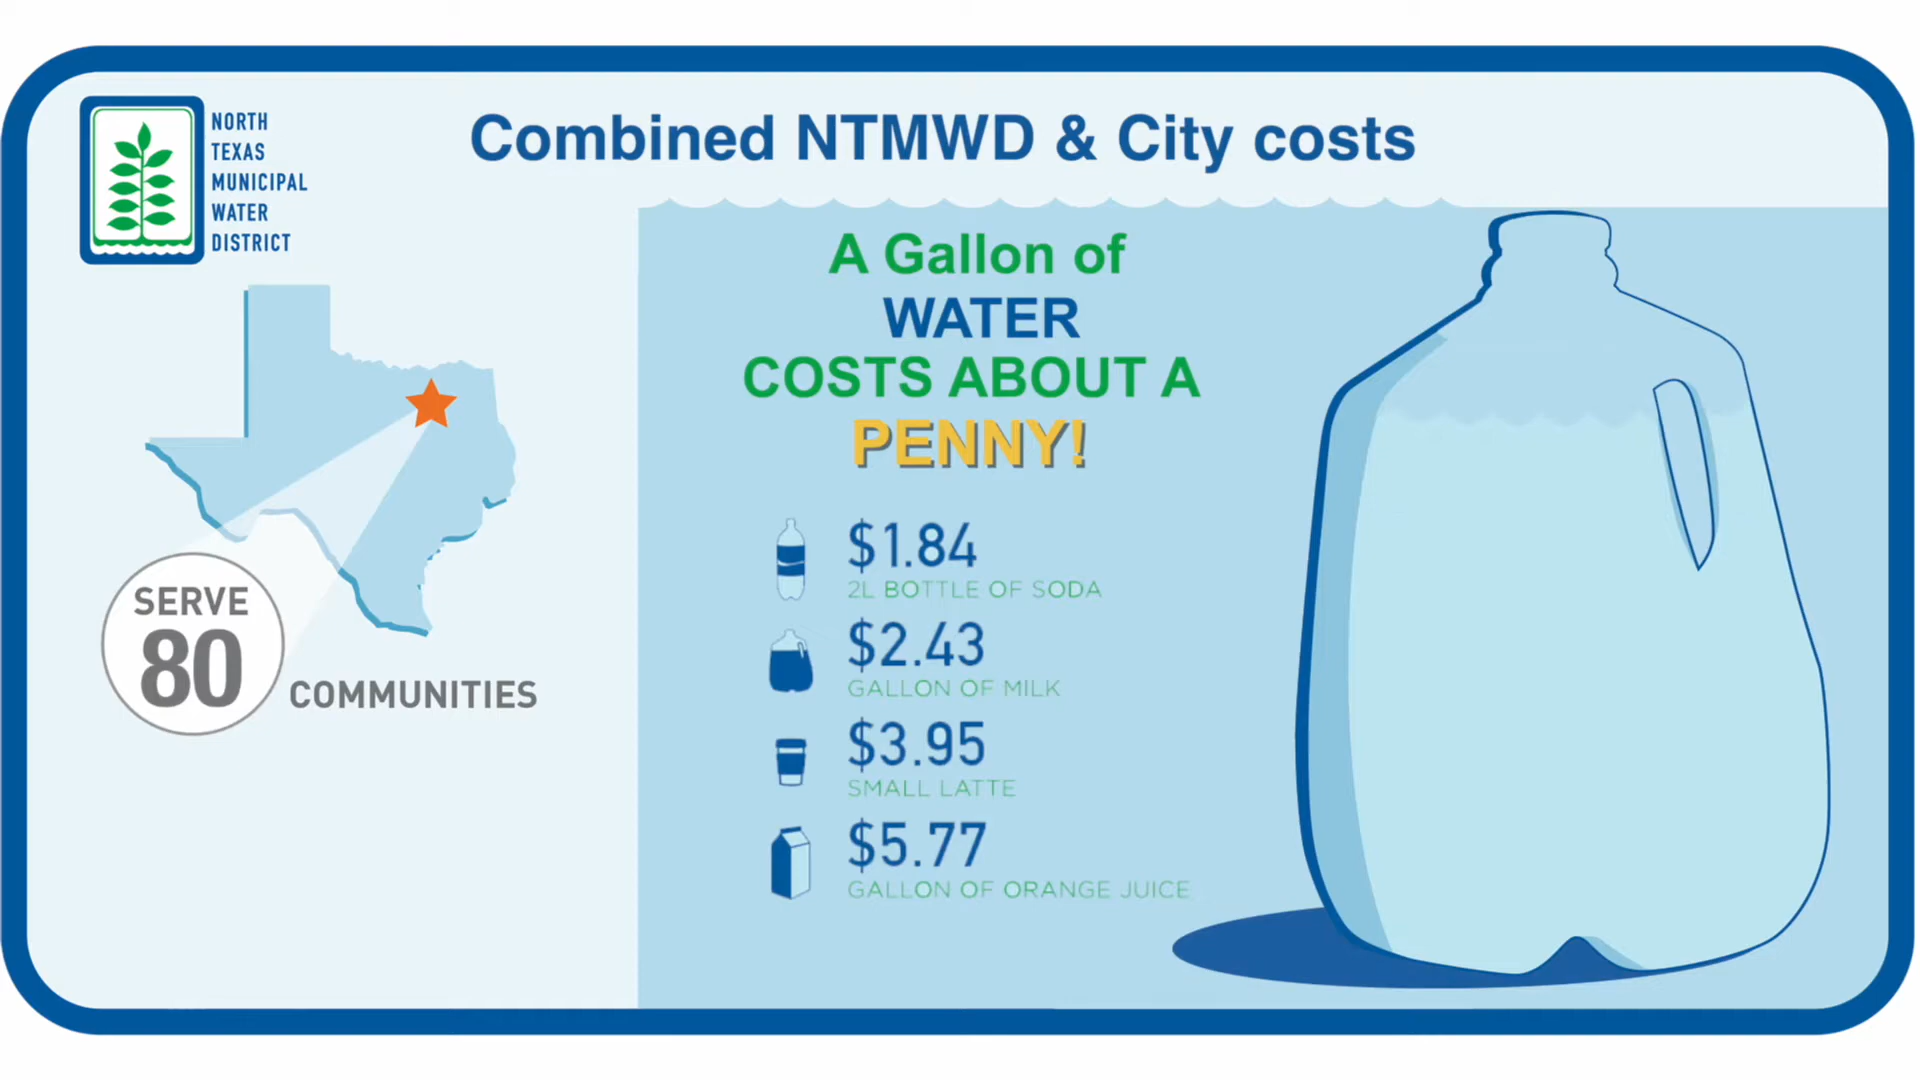 NORTH
TEXAS
MUNICIPAL
WATER
DISTRICT
Combined NTMWD & City costs
A Gallon of
WATER
COSTS ABOUT A
PENNY!
$1.84
2L BOTTLE OF SODA
$2.43
GALLON OF MILK
$3.95
SMALL LATTE
$5.77
GALLON OF ORANGE JUICE
SERVE
80
COMMUNITIES